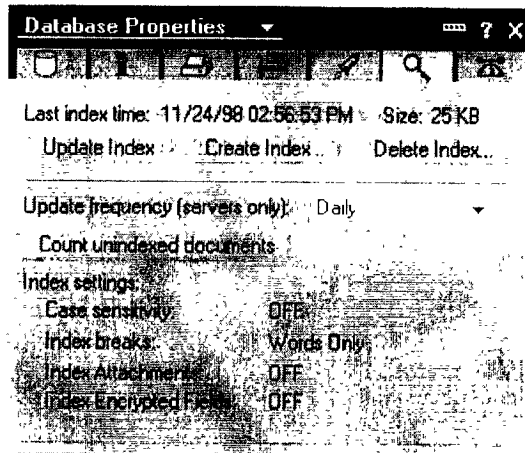 Database Properties ?
Last index time: 11/24/98 02:56:53 PM Size: 25 KB
Update Index Create Index... Delete Index...
Update frequency (servers only): Daily
Count unindexed documents
Index settings:
Case sensitivity: OFF
Index breaks: Words Only
Index Attachments: OFF
Index Encrypted Fields: OFF